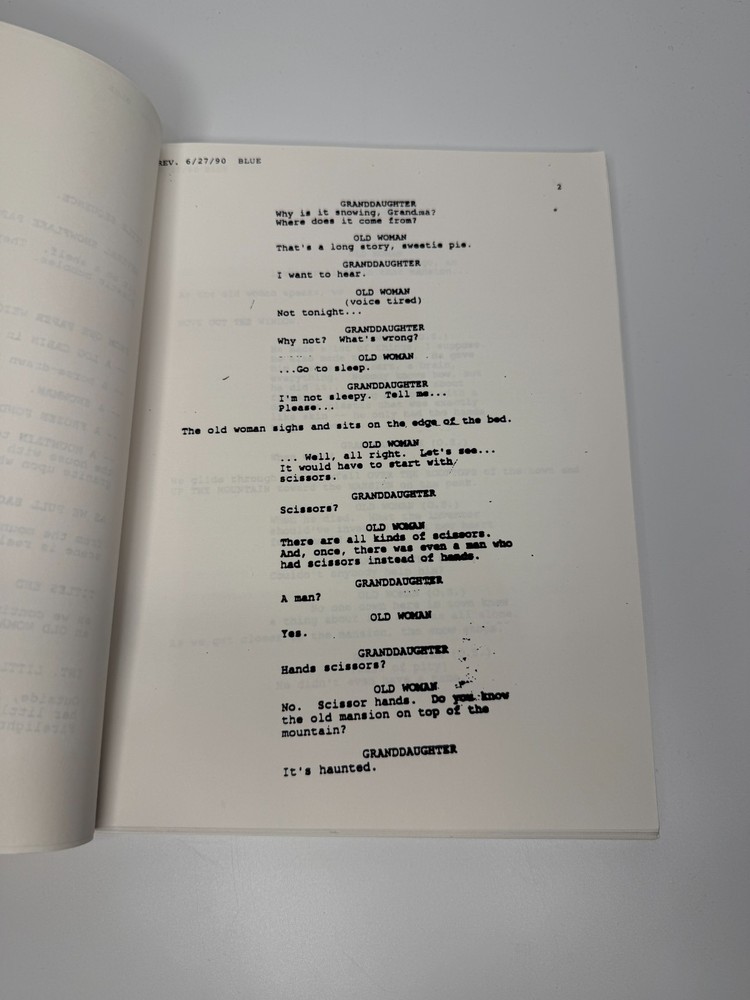 REV. 6/27/90 BLUE
2
GRANDDAUGHTER
Why is it snowing, Grandma?
Where does it come from?
OLD WOMAN
That's a long story, sweetie pie.
GRANDDAUGHTER
I want to hear.
OLD WOMAN
(voice tired)
Not tonight...
GRANDDAUGHTER
Why not? What's wrong?
OLD WOMAN
...Go to sleep.
GRANDDAUGHTER
I'm not sleepy. Tell me...
Please...
The old woman sighs and sits on the edge of the bed.
OLD WOMAN
... Well, all right. Let's see...
It would have to start with
scissors.
GRANDDAUGHTER
Scissors?
OLD WOMAN
There are all kinds of scissors.
And, once, there was even a man who
had scissors instead of hands.
GRANDDAUGHTER
A man?
OLD WOMAN
Yes.
GRANDDAUGHTER
Hands scissors?
OLD WOMAN
No. Scissor hands. Do you know
the old mansion on top of the
mountain?
GRANDDAUGHTER
It's haunted.